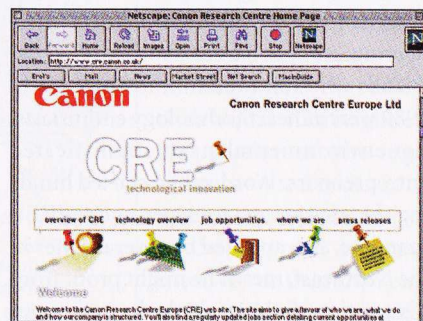 Netscape: Canon Research Centre Home Page
Back Forward Home Reload Images Open Print Find Stop Netscape
N
Location: http://www.cre.canon.co.uk/
Erol's Mail News Market Street Net Search MacinGuide
Canon
Canon Research Centre Europe Ltd
CRE
technological innovation
overview of CRE technology overview job opportunities where we are press releases
Welcome
Welcome to the Canon Research Centre Europe (CRE) web site. The site aims to give a flavour of who we are, what we do
and how our company is structured. You'll also find a regularly updated jobs section detailing current opportunities at